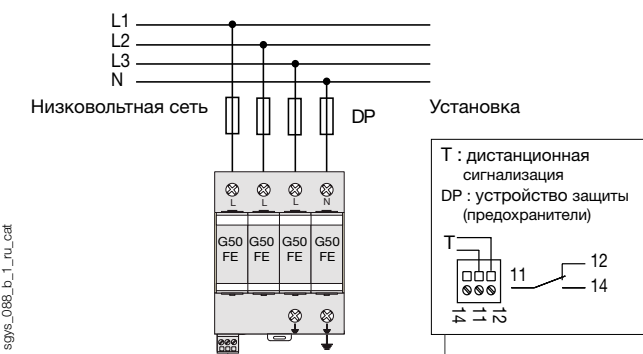 L1
L2
L3
N
Низковольтная сеть
DP
Установка
L L L N
G50 FE
G50 FE
G50 FE
G50 FE
T : дистанционная
сигнализация
DP : устройство защиты
(предохранители)
T
11
12
14
14 11 12
sgys_088_b_1_ru_cat